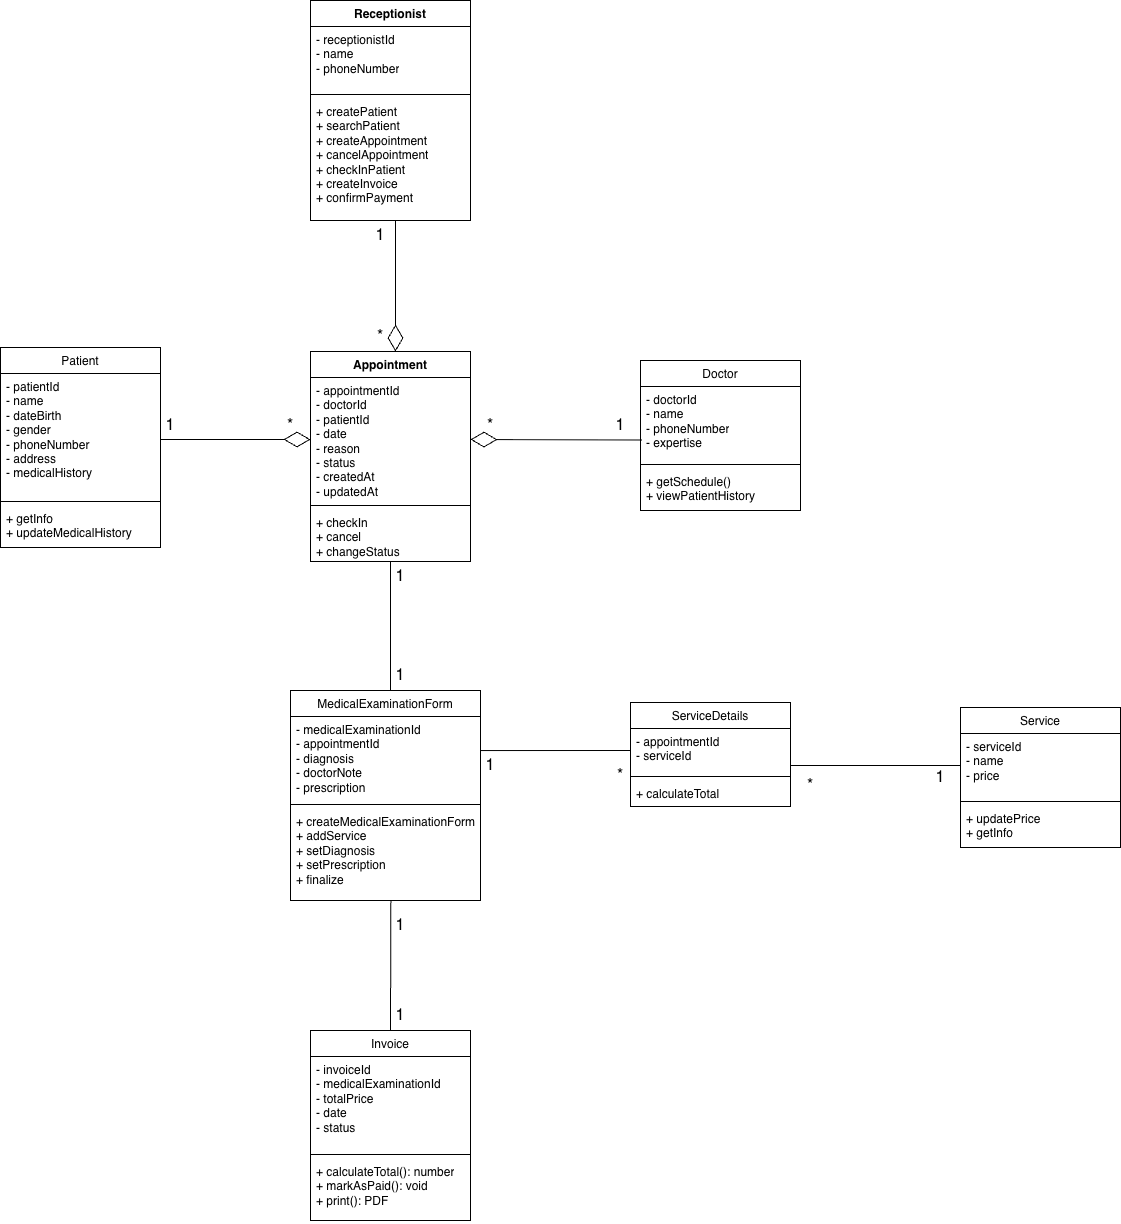 Receptionist
- receptionistId
- name
- phoneNumber
+ createPatient
+ searchPatient
+ createAppointment
+ cancelAppointment
+ checkInPatient
+ createInvoice
+ confirmPayment
1
*
Patient
- patientId
- name
- dateBirth
- gender
- phoneNumber
- address
- medicalHistory
+ getInfo
+ updateMedicalHistory
1
*
Appointment
- appointmentId
- doctorId
- patientId
- date
- reason
- status
- createdAt
- updatedAt
+ checkIn
+ cancel
+ changeStatus
*
1
Doctor
- doctorId
- name
- phoneNumber
- expertise
+ getSchedule()
+ viewPatientHistory
1
1
MedicalExaminationForm
- medicalExaminationId
- appointmentId
- diagnosis
- doctorNote
- prescription
+ createMedicalExaminationForm
+ addService
+ setDiagnosis
+ setPrescription
+ finalize
1
*
ServiceDetails
- appointmentId
- serviceId
+ calculateTotal
*
1
Service
- serviceId
- name
- price
+ updatePrice
+ getInfo
1
1
Invoice
- invoiceId
- medicalExaminationId
- totalPrice
- date
- status
+ calculateTotal(): number
+ markAsPaid(): void
+ print(): PDF